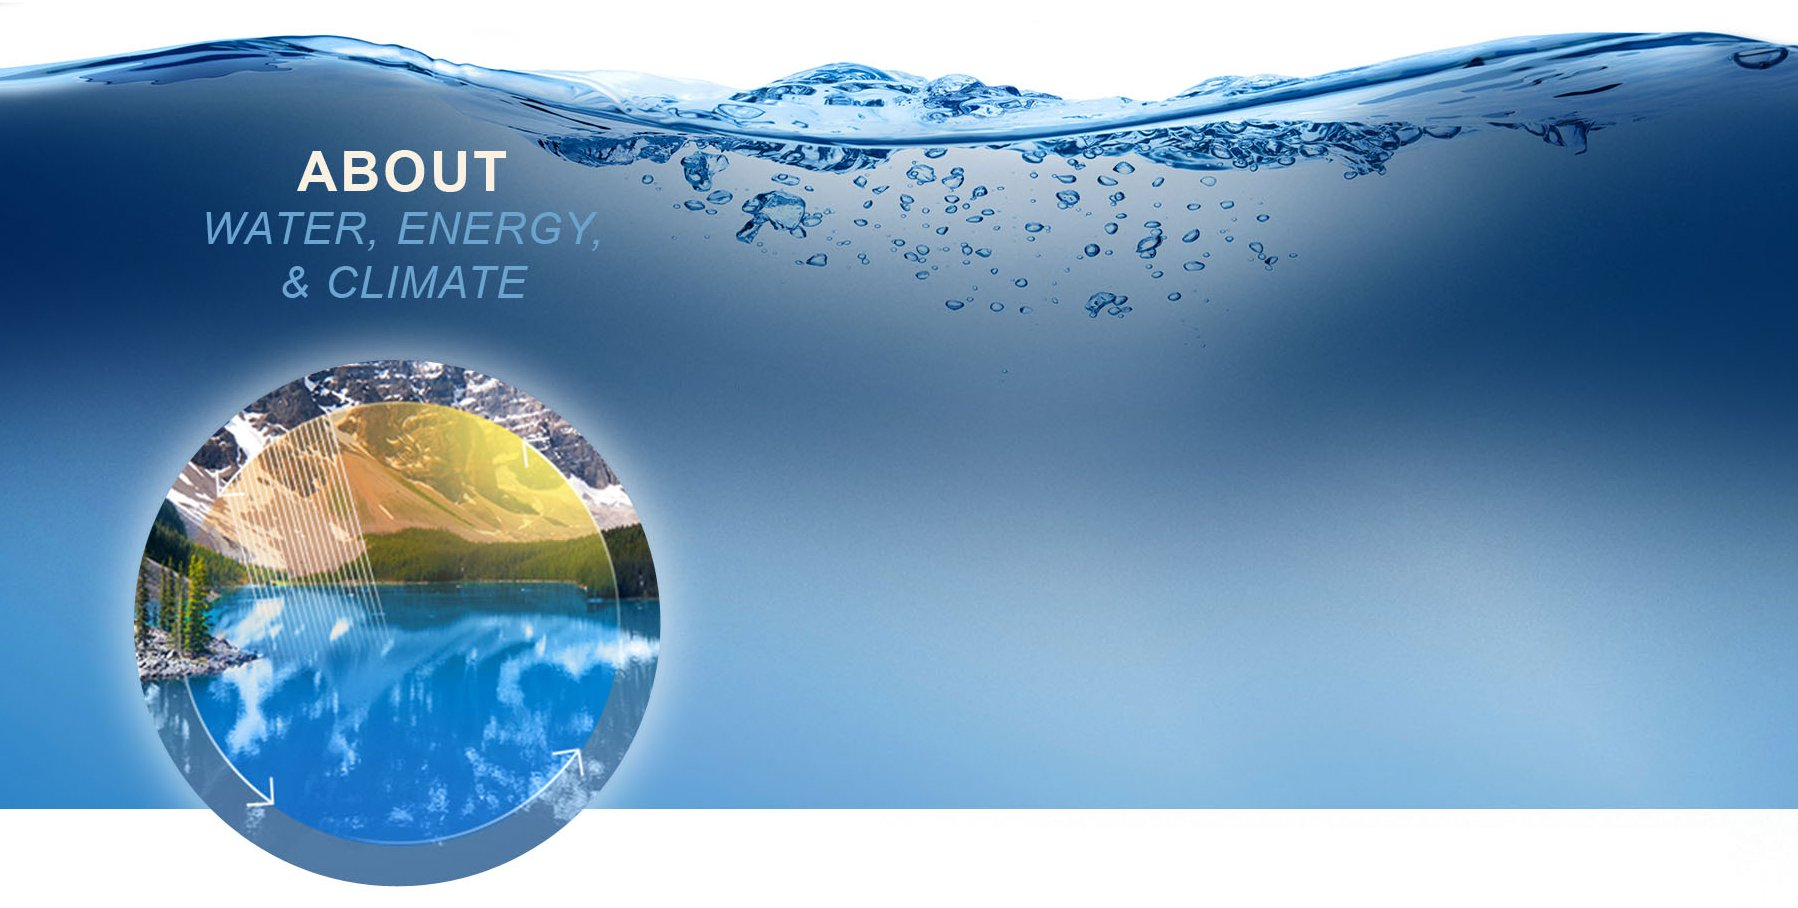 ABOUT
WATER, ENERGY,
& CLIMATE